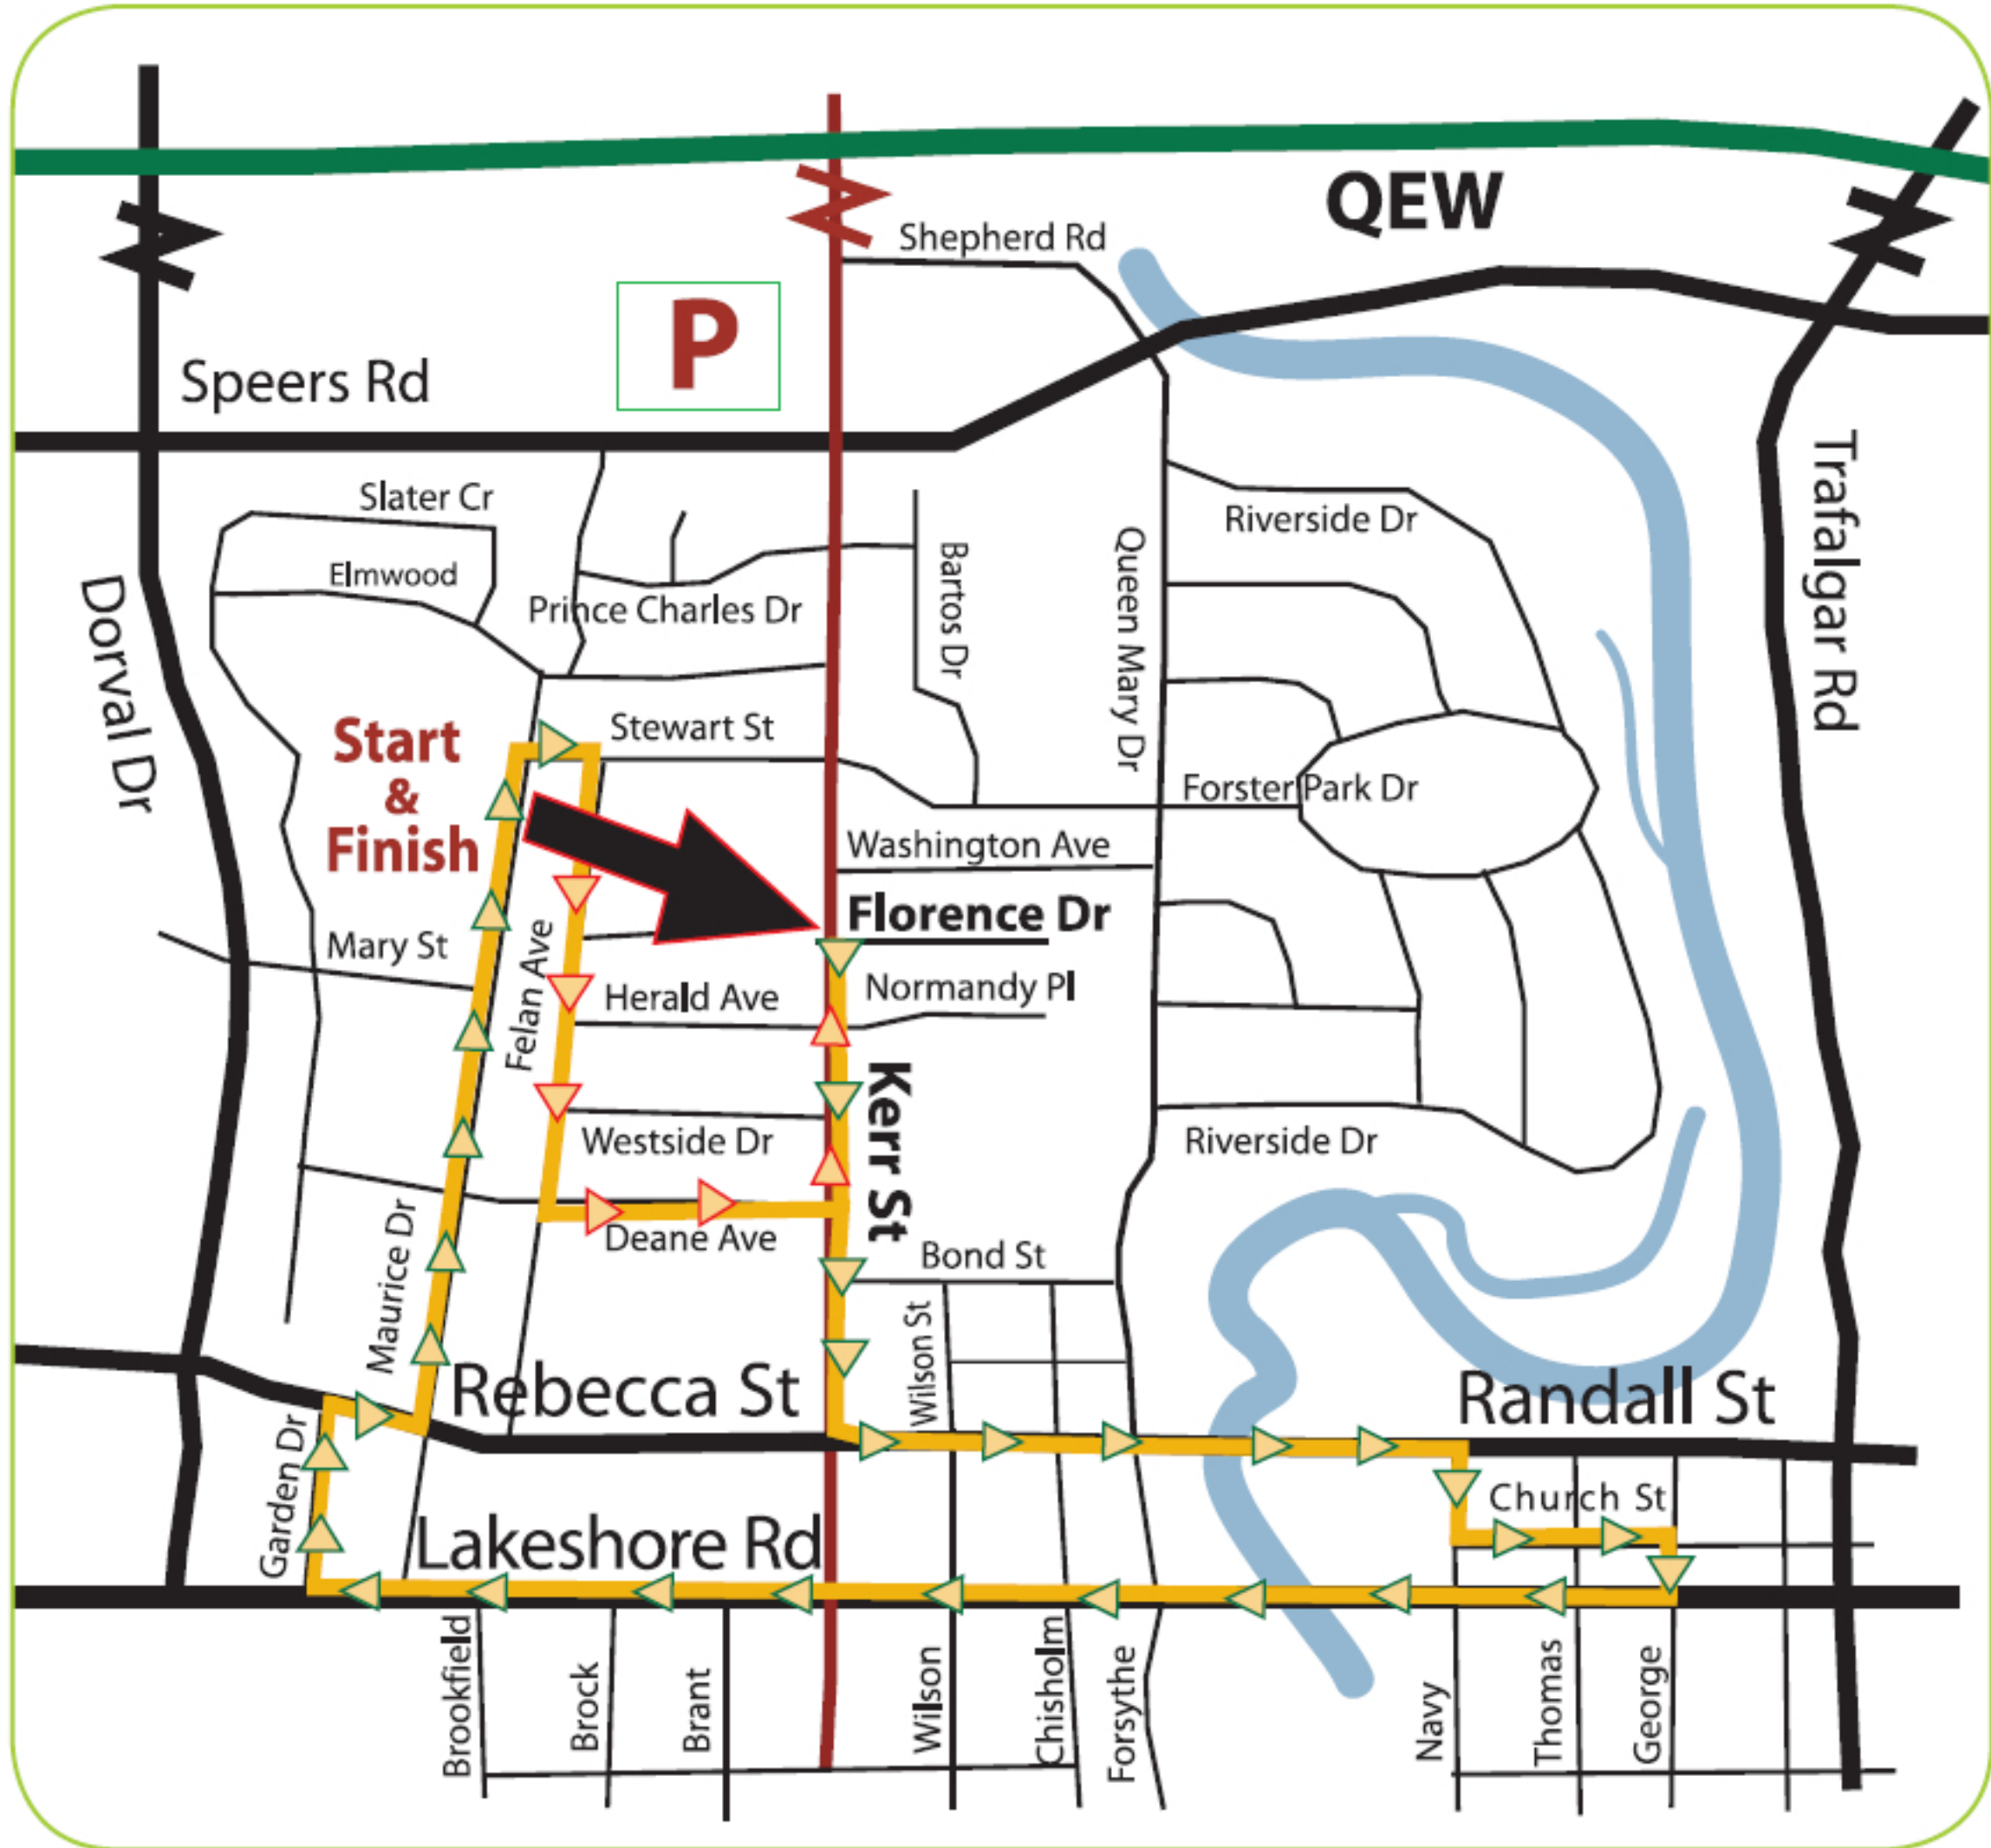 QEW
Shepherd Rd
P
Speers Rd
Slater Cr
Riverside Dr
Elmwood
Prince Charles Dr
Bartos Dr
Queen Mary Dr
Trafalgar Rd
Dorval Dr
Start
&
Finish
Stewart St
Forster Park Dr
Washington Ave
Florence Dr
Mary St
Felan Ave
Herald Ave
Normandy Pl
Kerr St
Westside Dr
Riverside Dr
Deane Ave
Bond St
Maurice Dr
Wilson St
Rebecca St
Randall St
Garden Dr
Church St
Lakeshore Rd
Brookfield
Brock
Brant
Wilson
Chisholm
Forsythe
Navy
Thomas
George